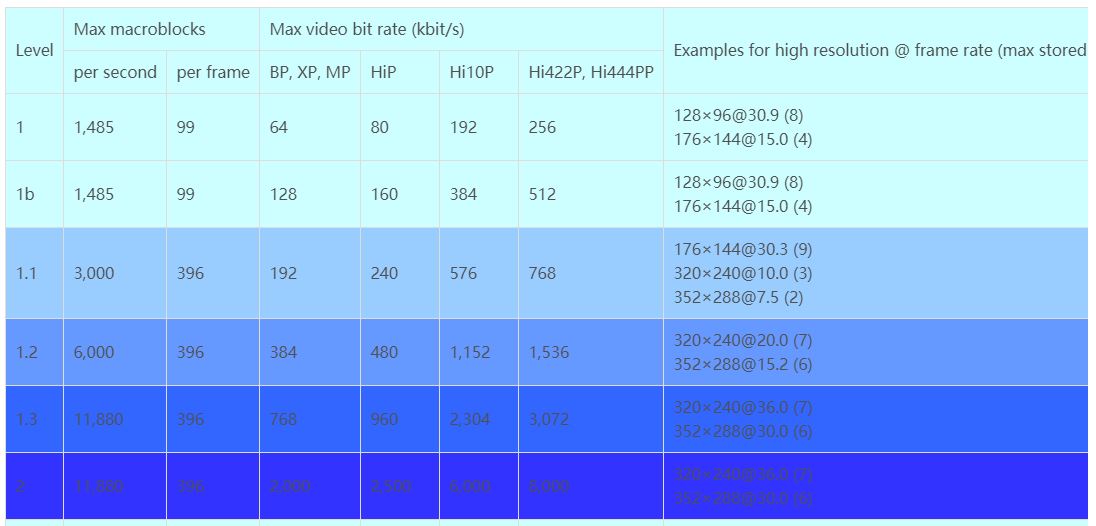 Level Max macroblocks Max video bit rate (kbit/s) Examples for high resolution @ frame rate (max stored
per second per frame BP, XP, MP HiP Hi10P Hi422P, Hi444PP
1 1,485 99 64 80 192 256 128×96@30.9 (8)
176×144@15.0 (4)
1b 1,485 99 128 160 384 512 128×96@30.9 (8)
176×144@15.0 (4)
1.1 3,000 396 192 240 576 768 176×144@30.3 (9)
320×240@10.0 (3)
352×288@7.5 (2)
1.2 6,000 396 384 480 1,152 1,536 320×240@20.0 (7)
352×288@15.2 (6)
1.3 11,880 396 768 960 2,304 3,072 320×240@36.0 (7)
352×288@30.0 (6)
2 11,880 396 2,000 2,500 6,000 8,000 320×240@36.0 (7)
352×288@30.0 (6)